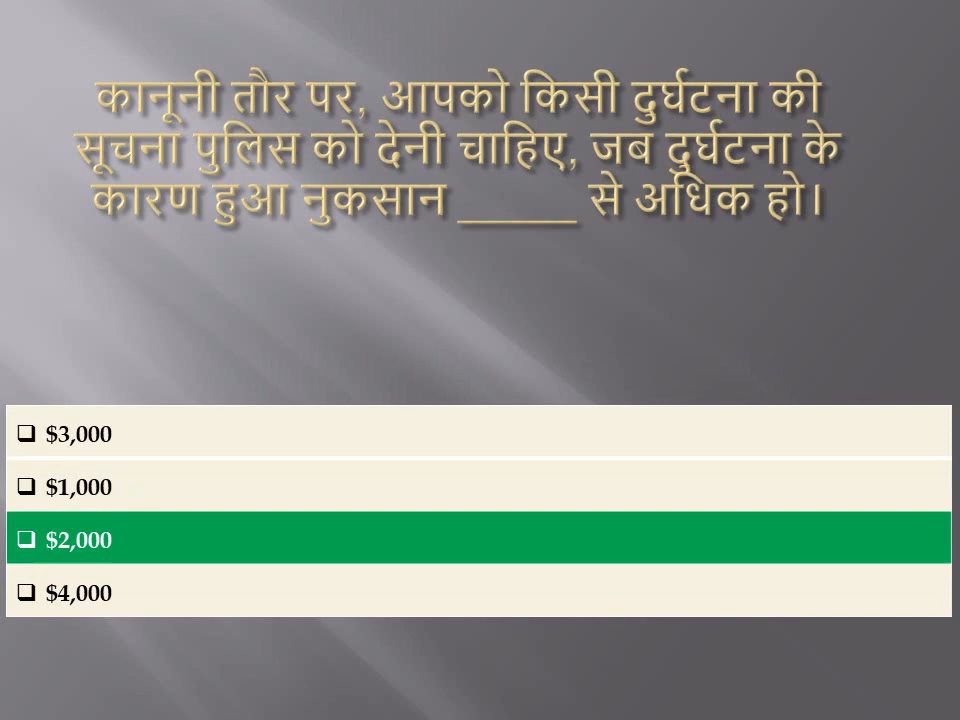 कानूनी तौर पर, आपको किसी दुर्घटना की
सूचना पुलिस को देनी चाहिए, जब दुर्घटना के
कारण हुआ नुकसान _____ से अधिक हो।
$3,000
$1,000
$2,000
$4,000